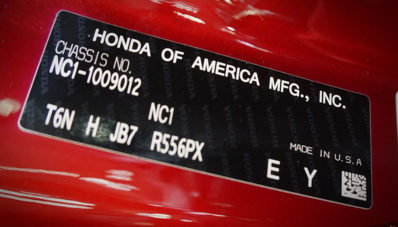 HONDA OF AMERICA MFG., INC.
CHASSIS NO.
NC1-1009012
NC1
T6N H JB7 R556PX
MADE IN U.S.A
E Y